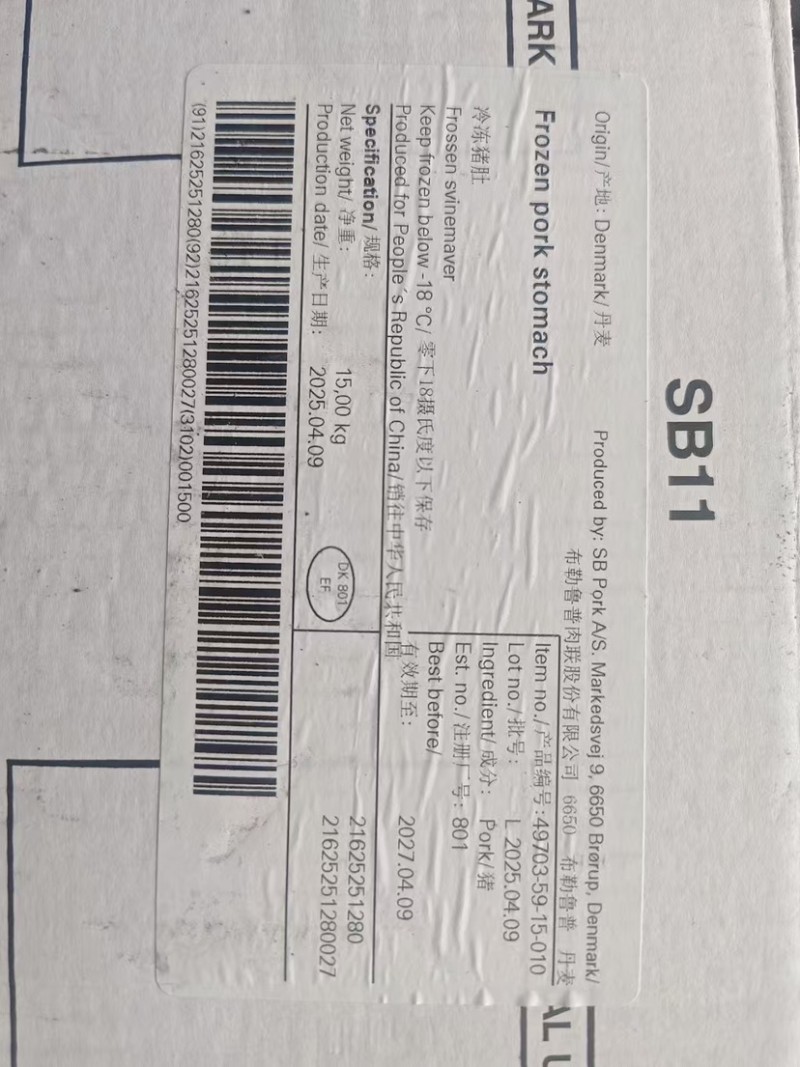 SB11
ARK
AL U
Origin/产地: Denmark/ 丹麦
Produced by: SB Pork A/S. Markedsvej 9, 6650 Brørup, Denmark/
布勒鲁普肉联股份有限公司 6650 布勒鲁普 丹麦
Frozen pork stomach
冷冻猪肚
Frossen svinemaver
Keep frozen below -18 °C/ 零下18摄氏度以下保存
Produced for People´s Republic of China/销往中华人民共和国
Item no./产品编号:49703-59-15-010
Lot no./批号: L 2025.04.09
Ingredient/ 成分: Pork/ 猪
Est. no./注册厂号: 801
Best before/
有效期至: 2027.04.09
Specification/ 规格:
Net weight/ 净重: 15,00 kg
Production date/ 生产日期: 2025.04.09
DK 801
EF
21625251280
21625251280027
(91)21625251280(92)21625251280027(3102)001500